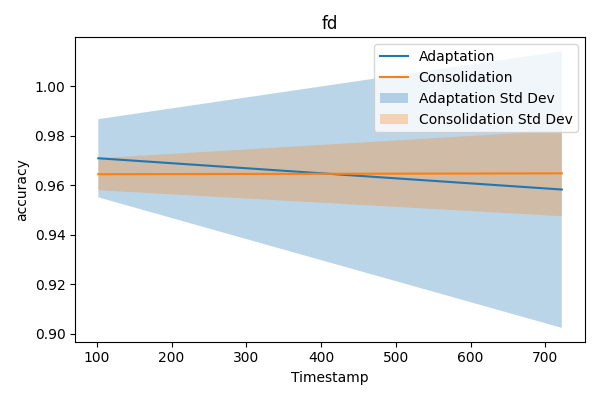 fd
Adaptation
Consolidation
Adaptation Std Dev
Consolidation Std Dev
accuracy
1.00
0.98
0.96
0.94
0.92
0.90
100 200 300 400 500 600 700
Timestamp